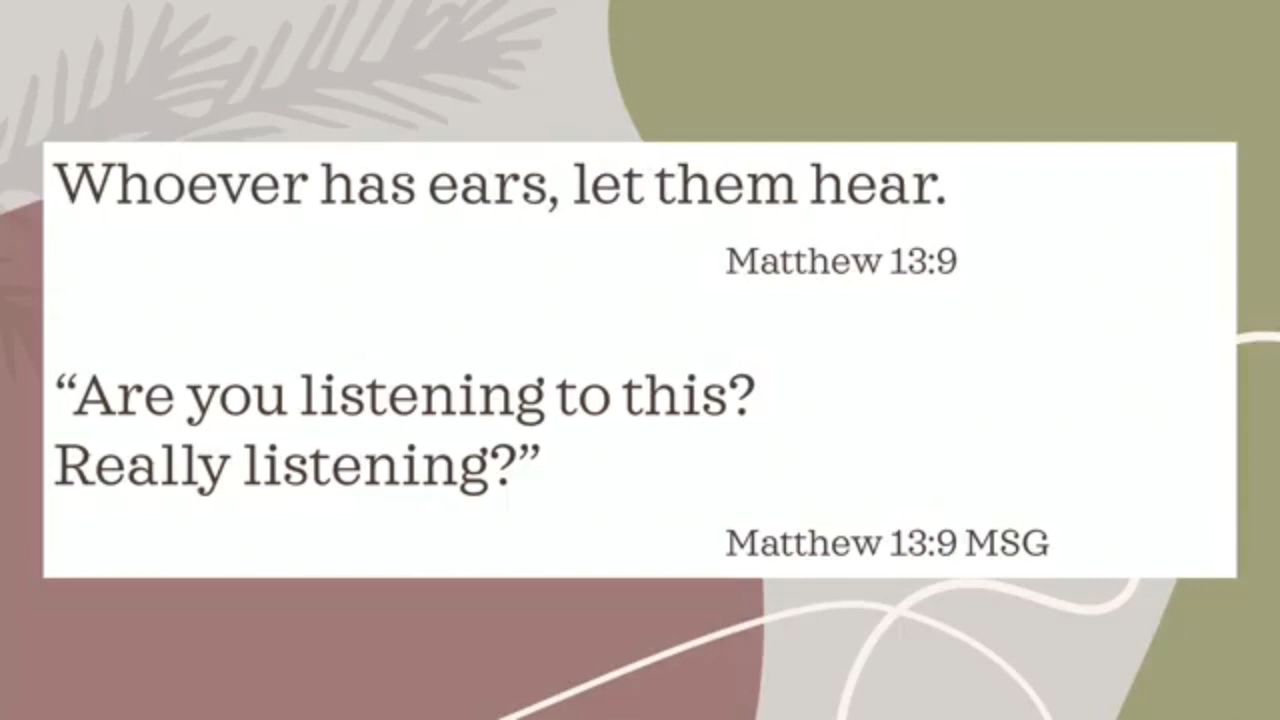 Whoever has ears, let them hear.
Matthew 13:9
“Are you listening to this?
Really listening?”
Matthew 13:9 MSG